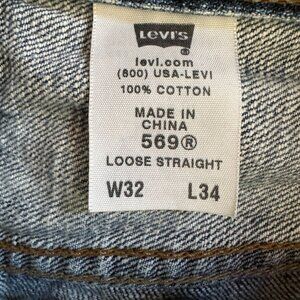 LEVI'S
®
levi.com
(800) USA-LEVI
100% COTTON
MADE IN
CHINA
569®
LOOSE STRAIGHT
W32 L34